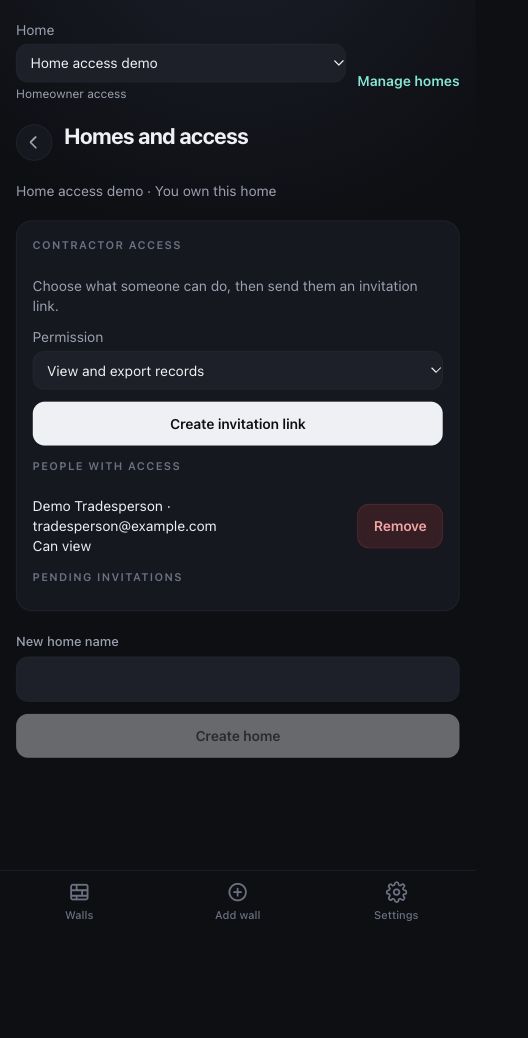 Home
Home access demo
Manage homes
Homeowner access
Homes and access
Home access demo · You own this home
CONTRACTOR ACCESS
Choose what someone can do, then send them an invitation
link.
Permission
View and export records
Create invitation link
PEOPLE WITH ACCESS
Demo Tradesperson ·
tradesperson@example.com
Can view
Remove
PENDING INVITATIONS
New home name
Create home
Walls
Add wall
Settings